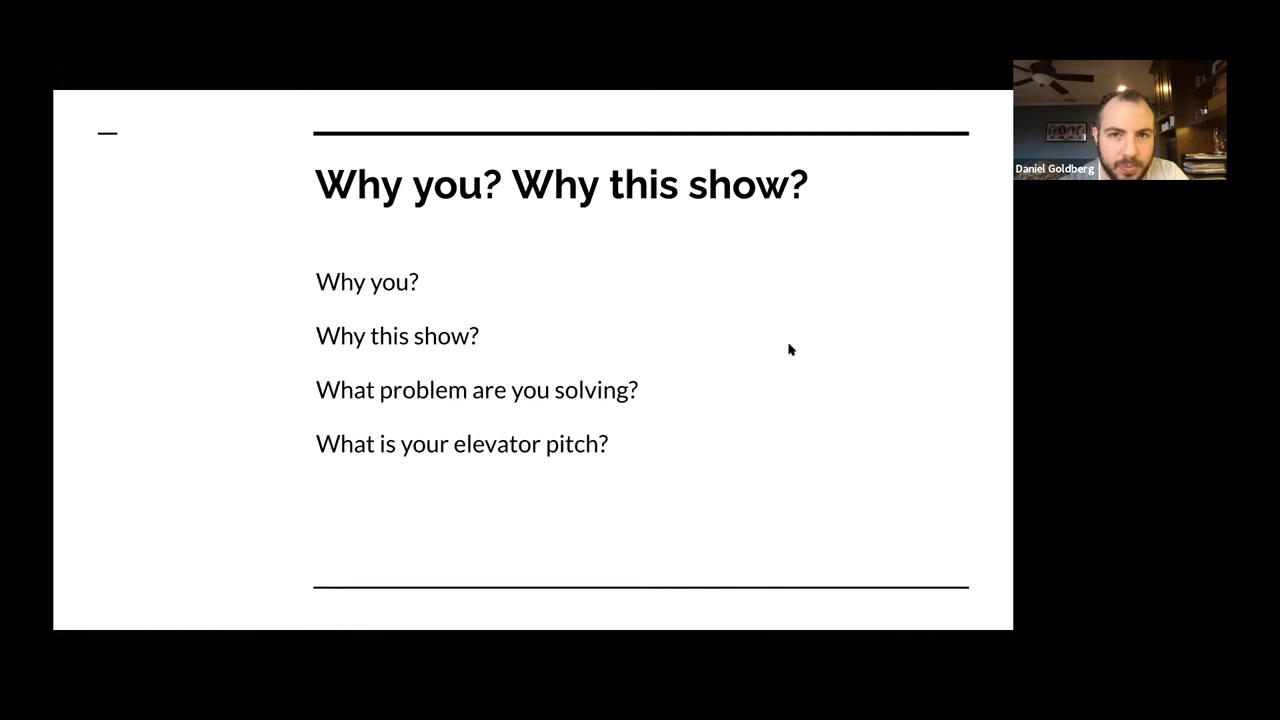 Why you? Why this show?
Why you?
Why this show?
What problem are you solving?
What is your elevator pitch?
Daniel Goldberg